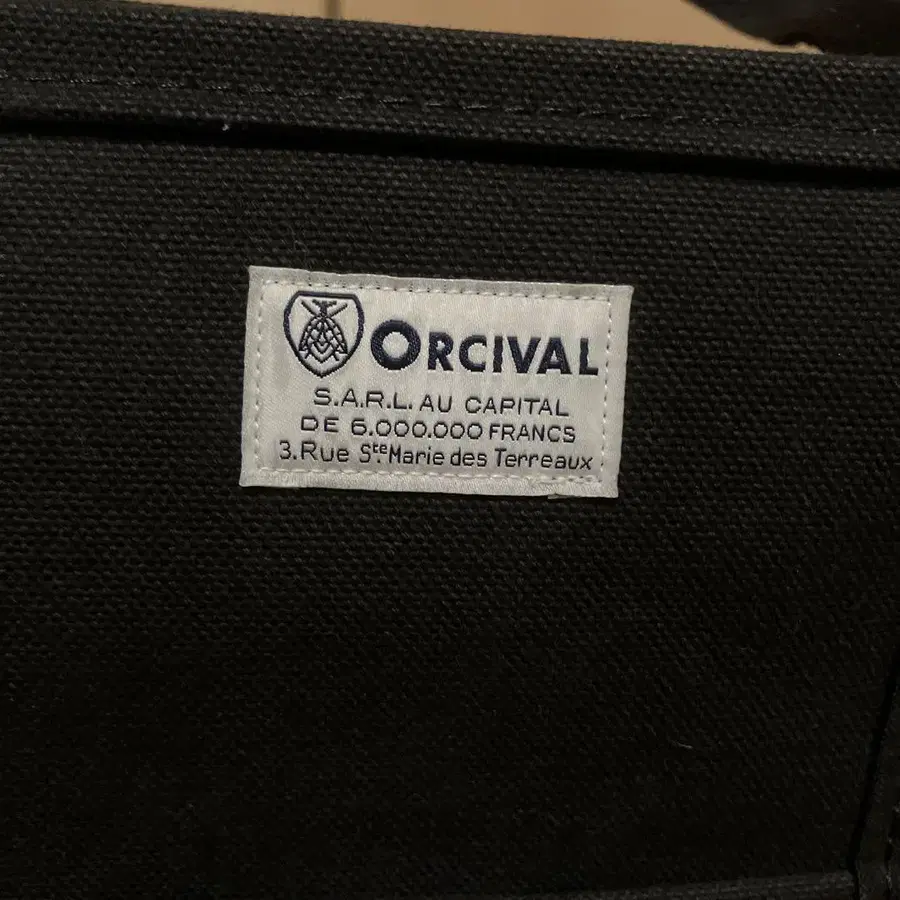 ORCIVAL
S.A.R.L. AU CAPITAL
DE 6.000.000 FRANCS
3.Rue Ste Marie des Terreaux